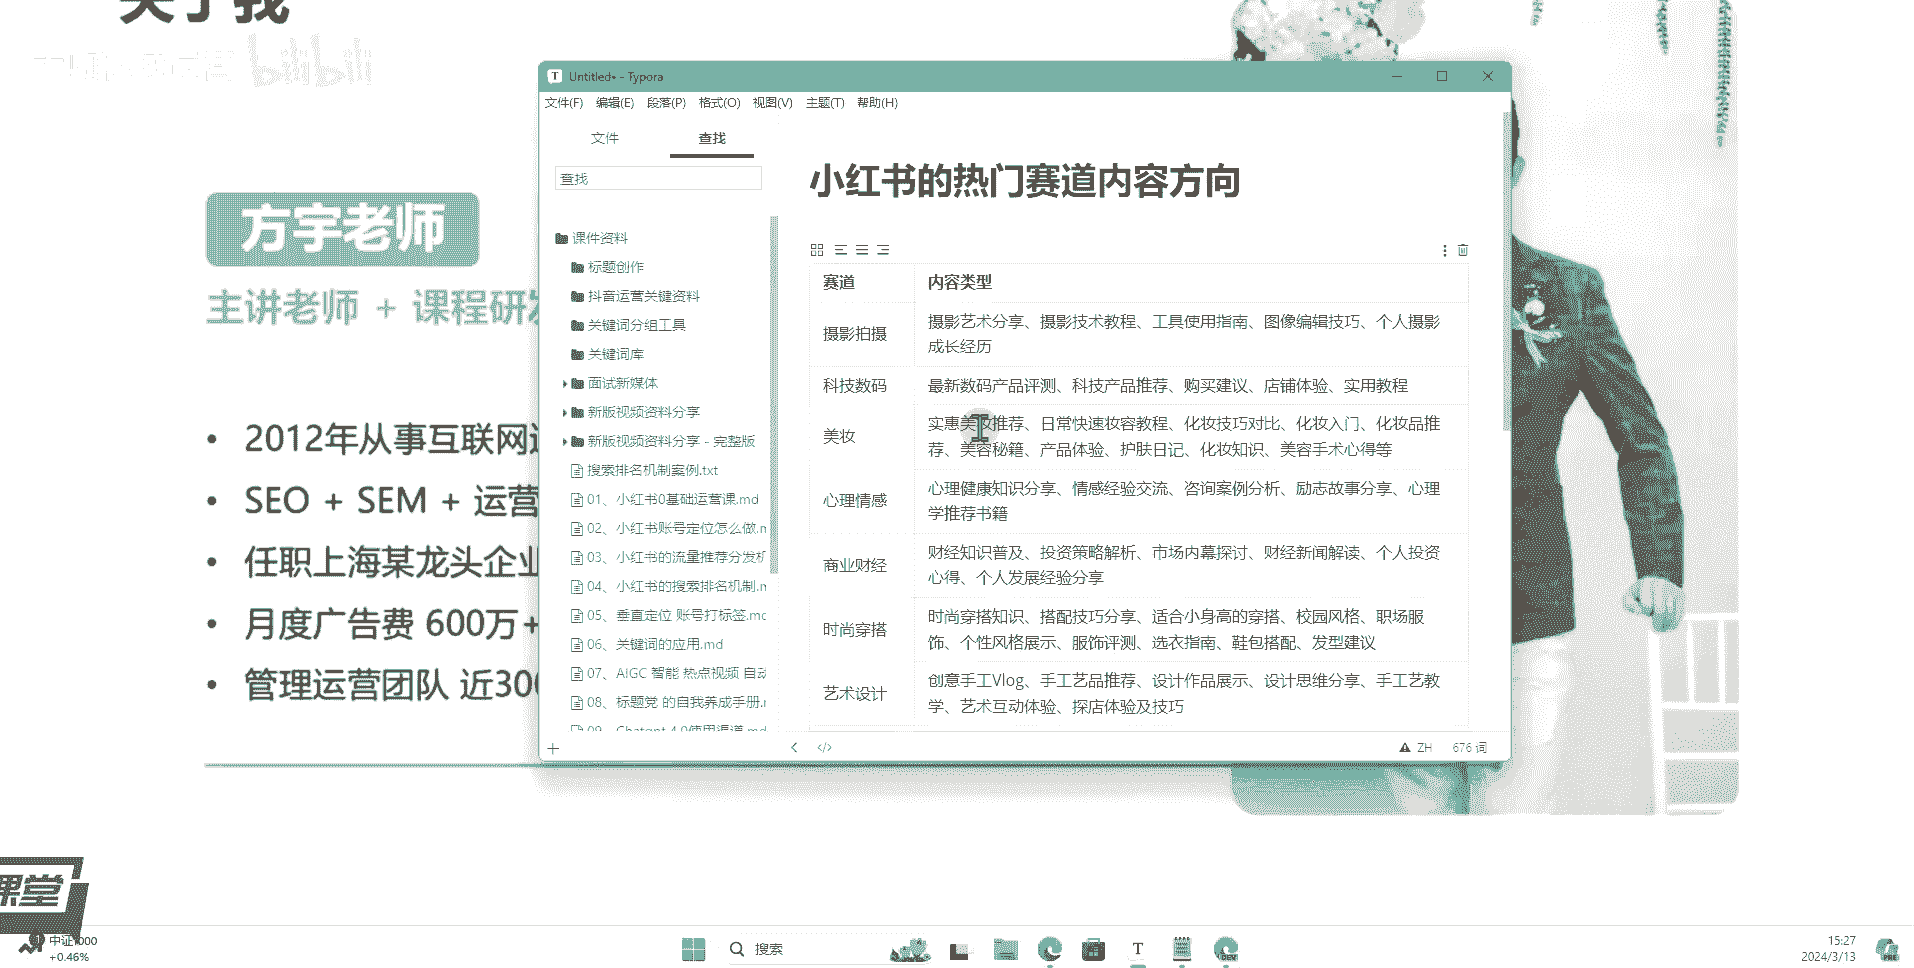 关于我
bilibili
方宇老师
主讲老师 + 课程研发
2012年从事互联网
SEO + SEM + 运营
任职上海某龙头企业
月度广告费 600万+
管理运营团队 近300
Untitled• - Typora
文件(F) 编辑(E) 段落(P) 格式(O) 视图(V) 主题(T) 帮助(H)
文件 查找
查找
课件资料
标题创作
抖音运营关键资料
关键词分组工具
关键词库
面试新媒体
新版视频资料分享
新版视频资料分享 - 完整版
搜索排名机制案例.txt
01、小红书0基础运营课.md
02、小红书账号定位怎么做.m
03、小红书的流量推荐分发机
04、小红书的搜索排名机制.m
05、垂直定位 账号打标签.mc
06、关键词的应用.md
07、AIGC 智能 热点视频 自动
08、标题党 的自我养成手册.r
09、Chatgpt 4.0使用渠道.md
小红书的热门赛道内容方向
赛道 内容类型
摄影拍摄 摄影艺术分享、摄影技术教程、工具使用指南、图像编辑技巧、个人摄影
成长经历
科技数码 最新数码产品评测、科技产品推荐、购买建议、店铺体验、实用教程
美妆 实惠美妆推荐、日常快速妆容教程、化妆技巧对比、化妆入门、化妆品推
荐、美容秘籍、产品体验、护肤日记、化妆知识、美容手术心得等
心理情感 心理健康知识分享、情感经验交流、咨询案例分析、励志故事分享、心理
学推荐书籍
商业财经 财经知识普及、投资策略解析、市场内幕探讨、财经新闻解读、个人投资
心得、个人发展经验分享
时尚穿搭 时尚穿搭知识、搭配技巧分享、适合小身高的穿搭、校园风格、职场服
饰、个性风格展示、服饰评测、选衣指南、鞋包搭配、发型建议
艺术设计 创意手工Vlog、手工艺品推荐、设计作品展示、设计思维分享、手工艺教
学、艺术互动体验、探店体验及技巧
ZH 676 词
课堂
中证1000
+0.46%
搜索
15:27
2024/3/13